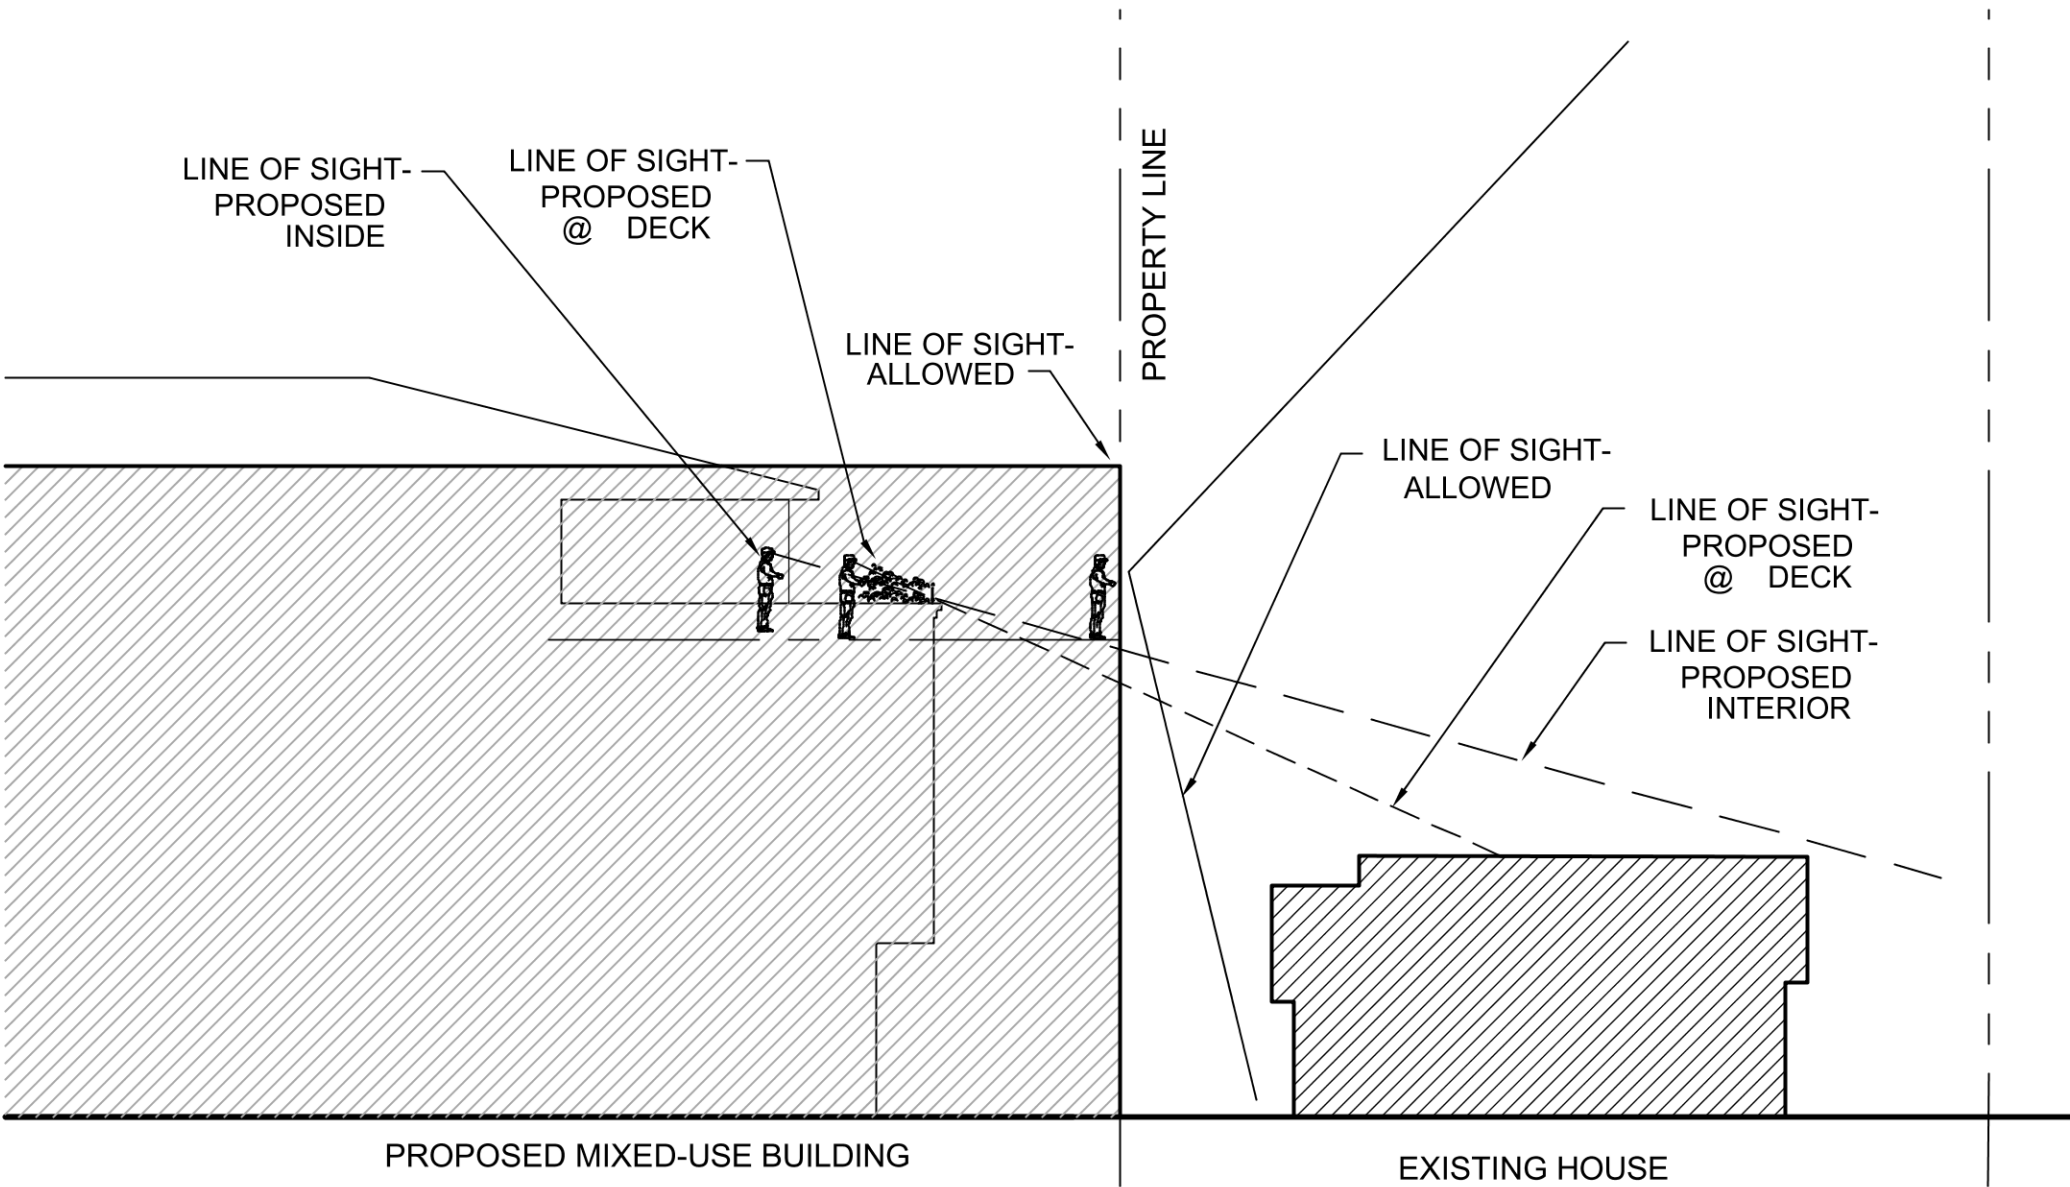 LINE OF SIGHT-
PROPOSED
INSIDE
LINE OF SIGHT-
PROPOSED
@ DECK
LINE OF SIGHT-
ALLOWED
PROPERTY LINE
LINE OF SIGHT-
ALLOWED
LINE OF SIGHT-
PROPOSED
@ DECK
LINE OF SIGHT-
PROPOSED
INTERIOR
PROPOSED MIXED-USE BUILDING
EXISTING HOUSE